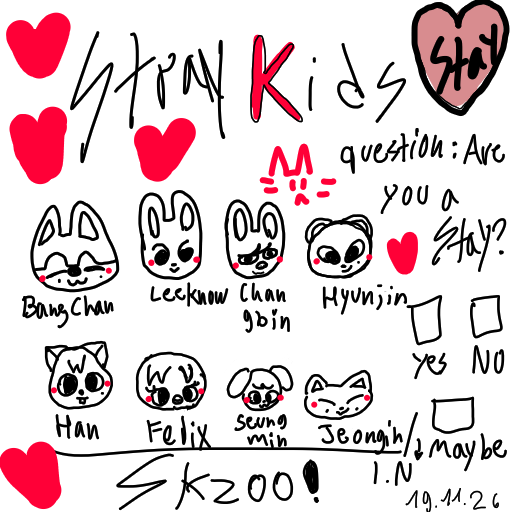 Stray Kids
Stay
question: Are
you a
Stay?
BangChan
Leeknow
Chan
gbin
Hyunjin
yes
NO
Han
Felix
seung
min
Jeongin/
I.N
Maybe
Skzoo!
19.11.26